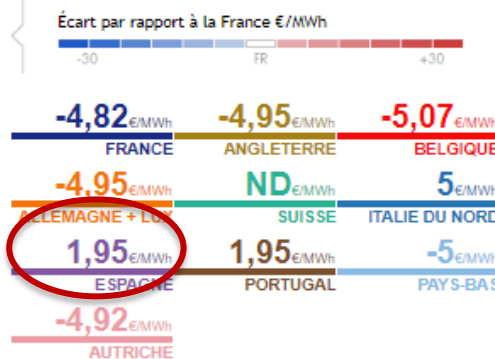 Écart par rapport à la France €/MWh
-30 FR +30
-4,82€/MWh -4,95€/MWh -5,07€/MWh
FRANCE ANGLETERRE BELGIQUE
-4,95€/MWh ND€/MWh 5€/MWh
ALLEMAGNE + LUX SUISSE ITALIE DU NORD
1,95€/MWh 1,95€/MWh -5€/MWh
ESPAGNE PORTUGAL PAYS-BAS
-4,92€/MWh
AUTRICHE